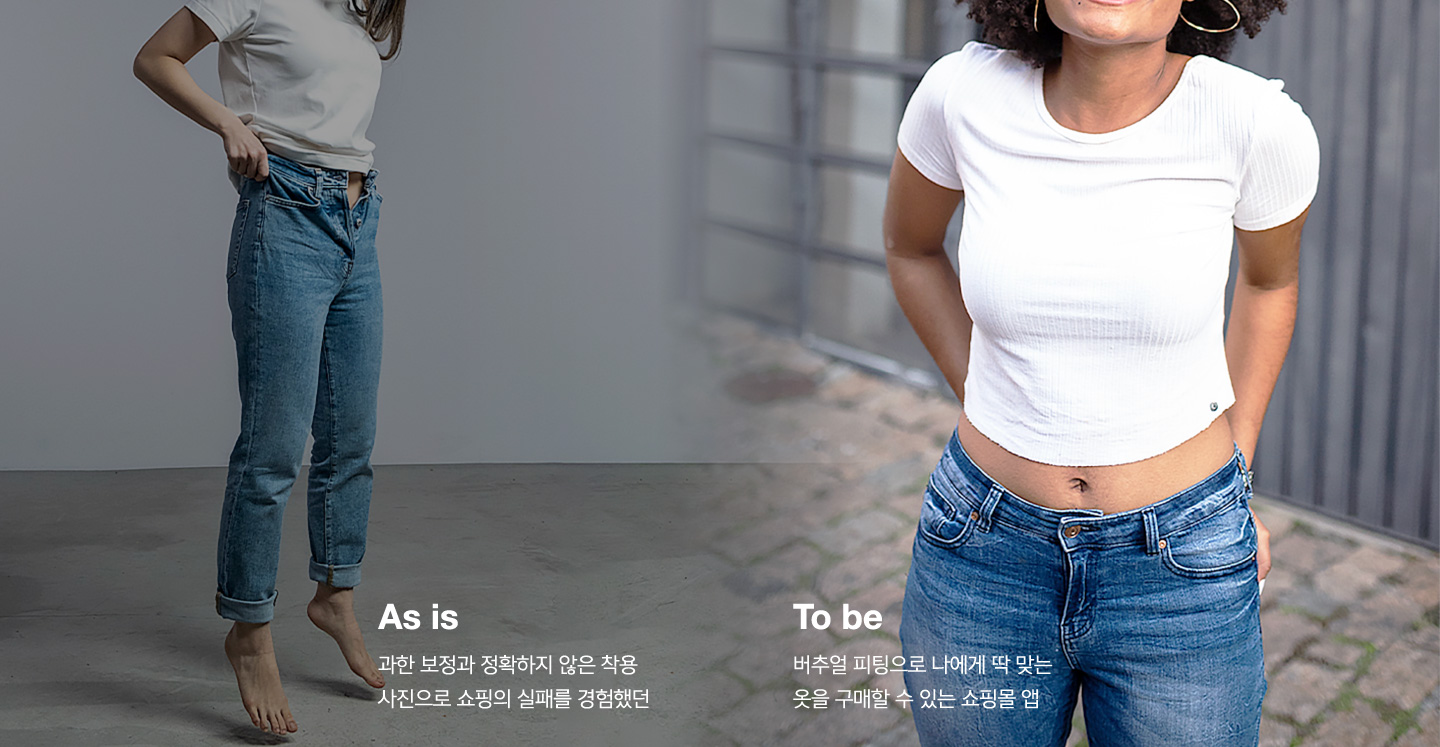 As is
과한 보정과 정확하지 않은 착용
사진으로 쇼핑의 실패를 경험했던
To be
버추얼 피팅으로 나에게 딱 맞는
옷을 구매할 수 있는 쇼핑몰 앱